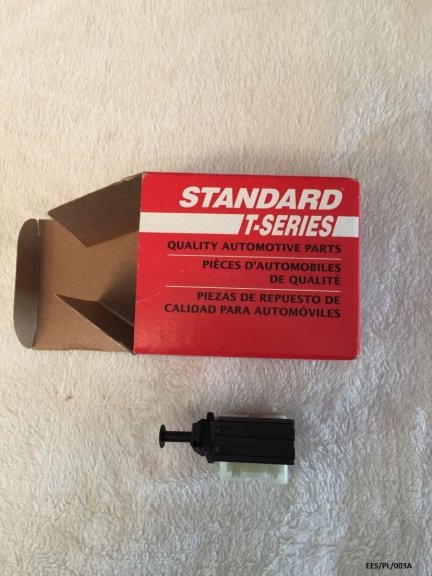 STANDARD®
T-SERIES
QUALITY AUTOMOTIVE PARTS
PIÈCES D'AUTOMOBILES
DE QUALITÉ
PIEZAS DE REPUESTO DE
CALIDAD PARA AUTOMÓVILES
EES/PL/003A